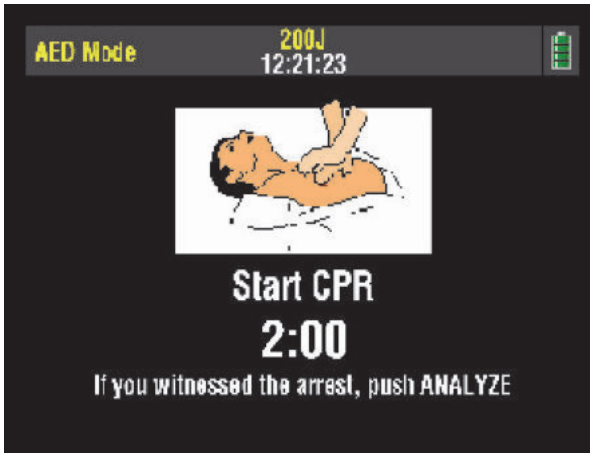 AED Mode
200J
12:21:23
Start CPR
2:00
If you witnessed the arrest, push ANALYZE